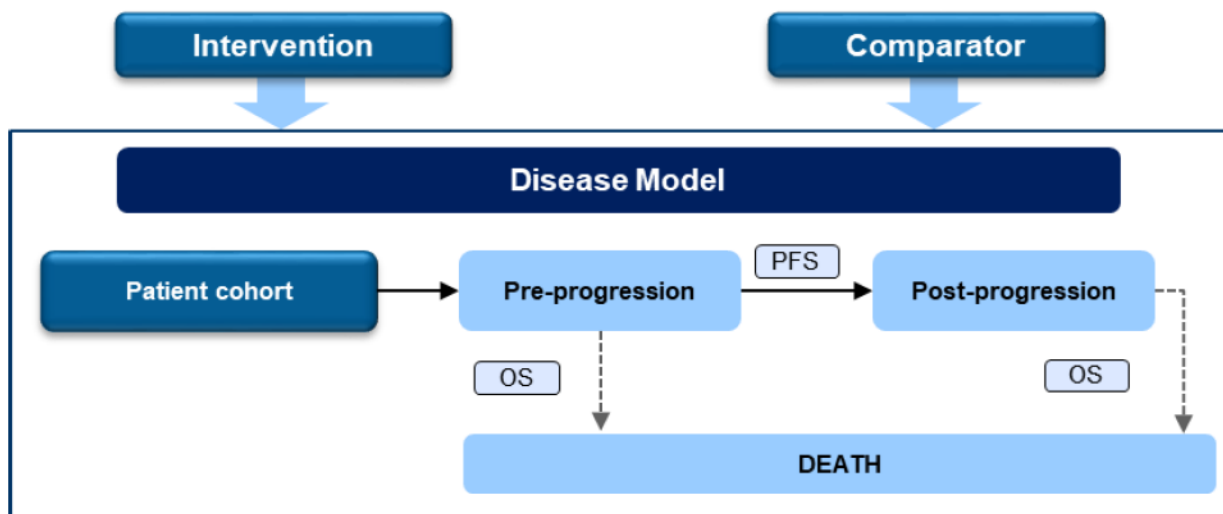 Intervention
Comparator
Disease Model
Patient cohort
Pre-progression
PFS
Post-progression
OS
OS
DEATH